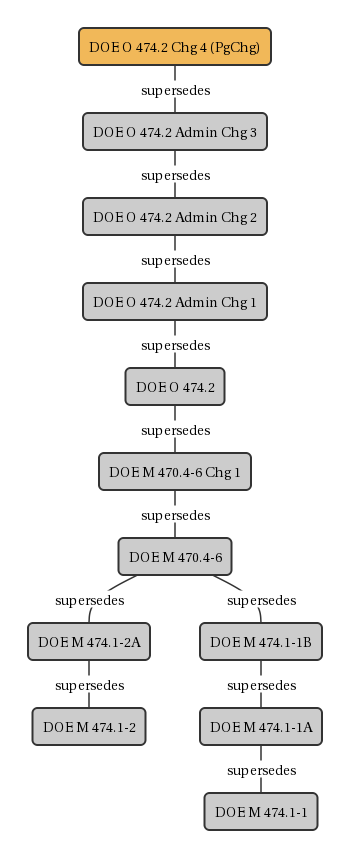 DOE O 474.2 Chg 4 (PgChg)
supersedes
DOE O 474.2 Admin Chg 3
supersedes
DOE O 474.2 Admin Chg 2
supersedes
DOE O 474.2 Admin Chg 1
supersedes
DOE O 474.2
supersedes
DOE M 470.4-6 Chg 1
supersedes
DOE M 470.4-6
supersedes supersedes
DOE M 474.1-2A DOE M 474.1-1B
supersedes supersedes
DOE M 474.1-2 DOE M 474.1-1A
supersedes
DOE M 474.1-1